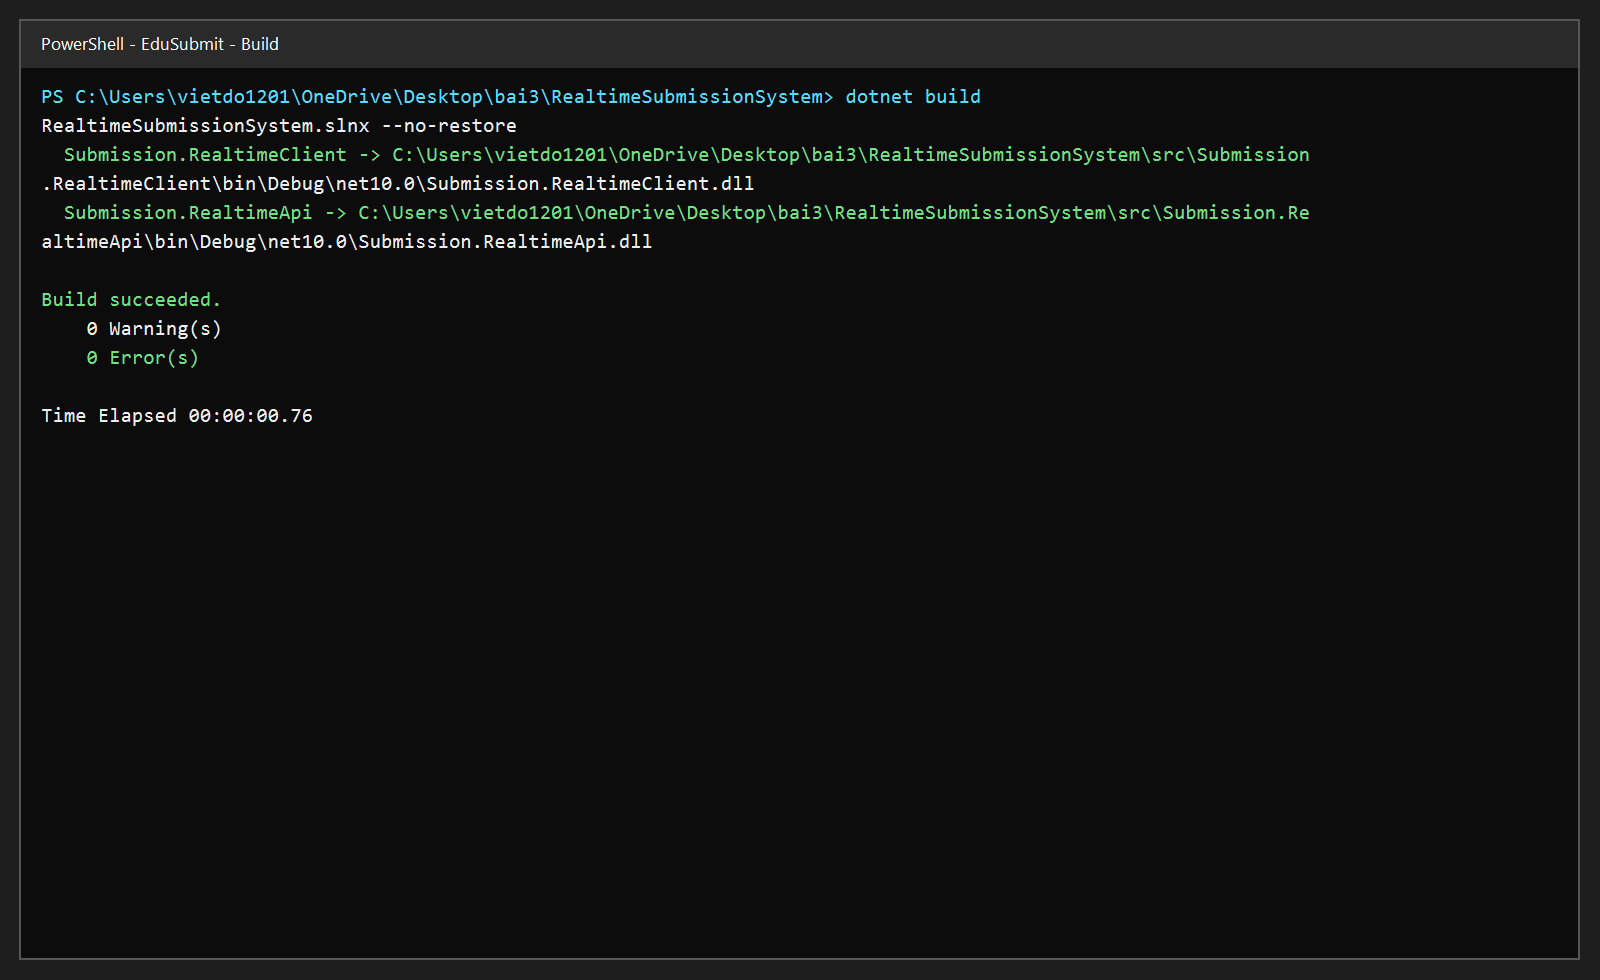 PowerShell - EduSubmit - Build
PS C:\Users\vietdo1201\OneDrive\Desktop\bai3\RealtimeSubmissionSystem> dotnet build
RealtimeSubmissionSystem.slnx --no-restore
  Submission.RealtimeClient -> C:\Users\vietdo1201\OneDrive\Desktop\bai3\RealtimeSubmissionSystem\src\Submission
.RealtimeClient\bin\Debug\net10.0\Submission.RealtimeClient.dll
  Submission.RealtimeApi -> C:\Users\vietdo1201\OneDrive\Desktop\bai3\RealtimeSubmissionSystem\src\Submission.Re
altimeApi\bin\Debug\net10.0\Submission.RealtimeApi.dll
Build succeeded.
    0 Warning(s)
    0 Error(s)
Time Elapsed 00:00:00.76